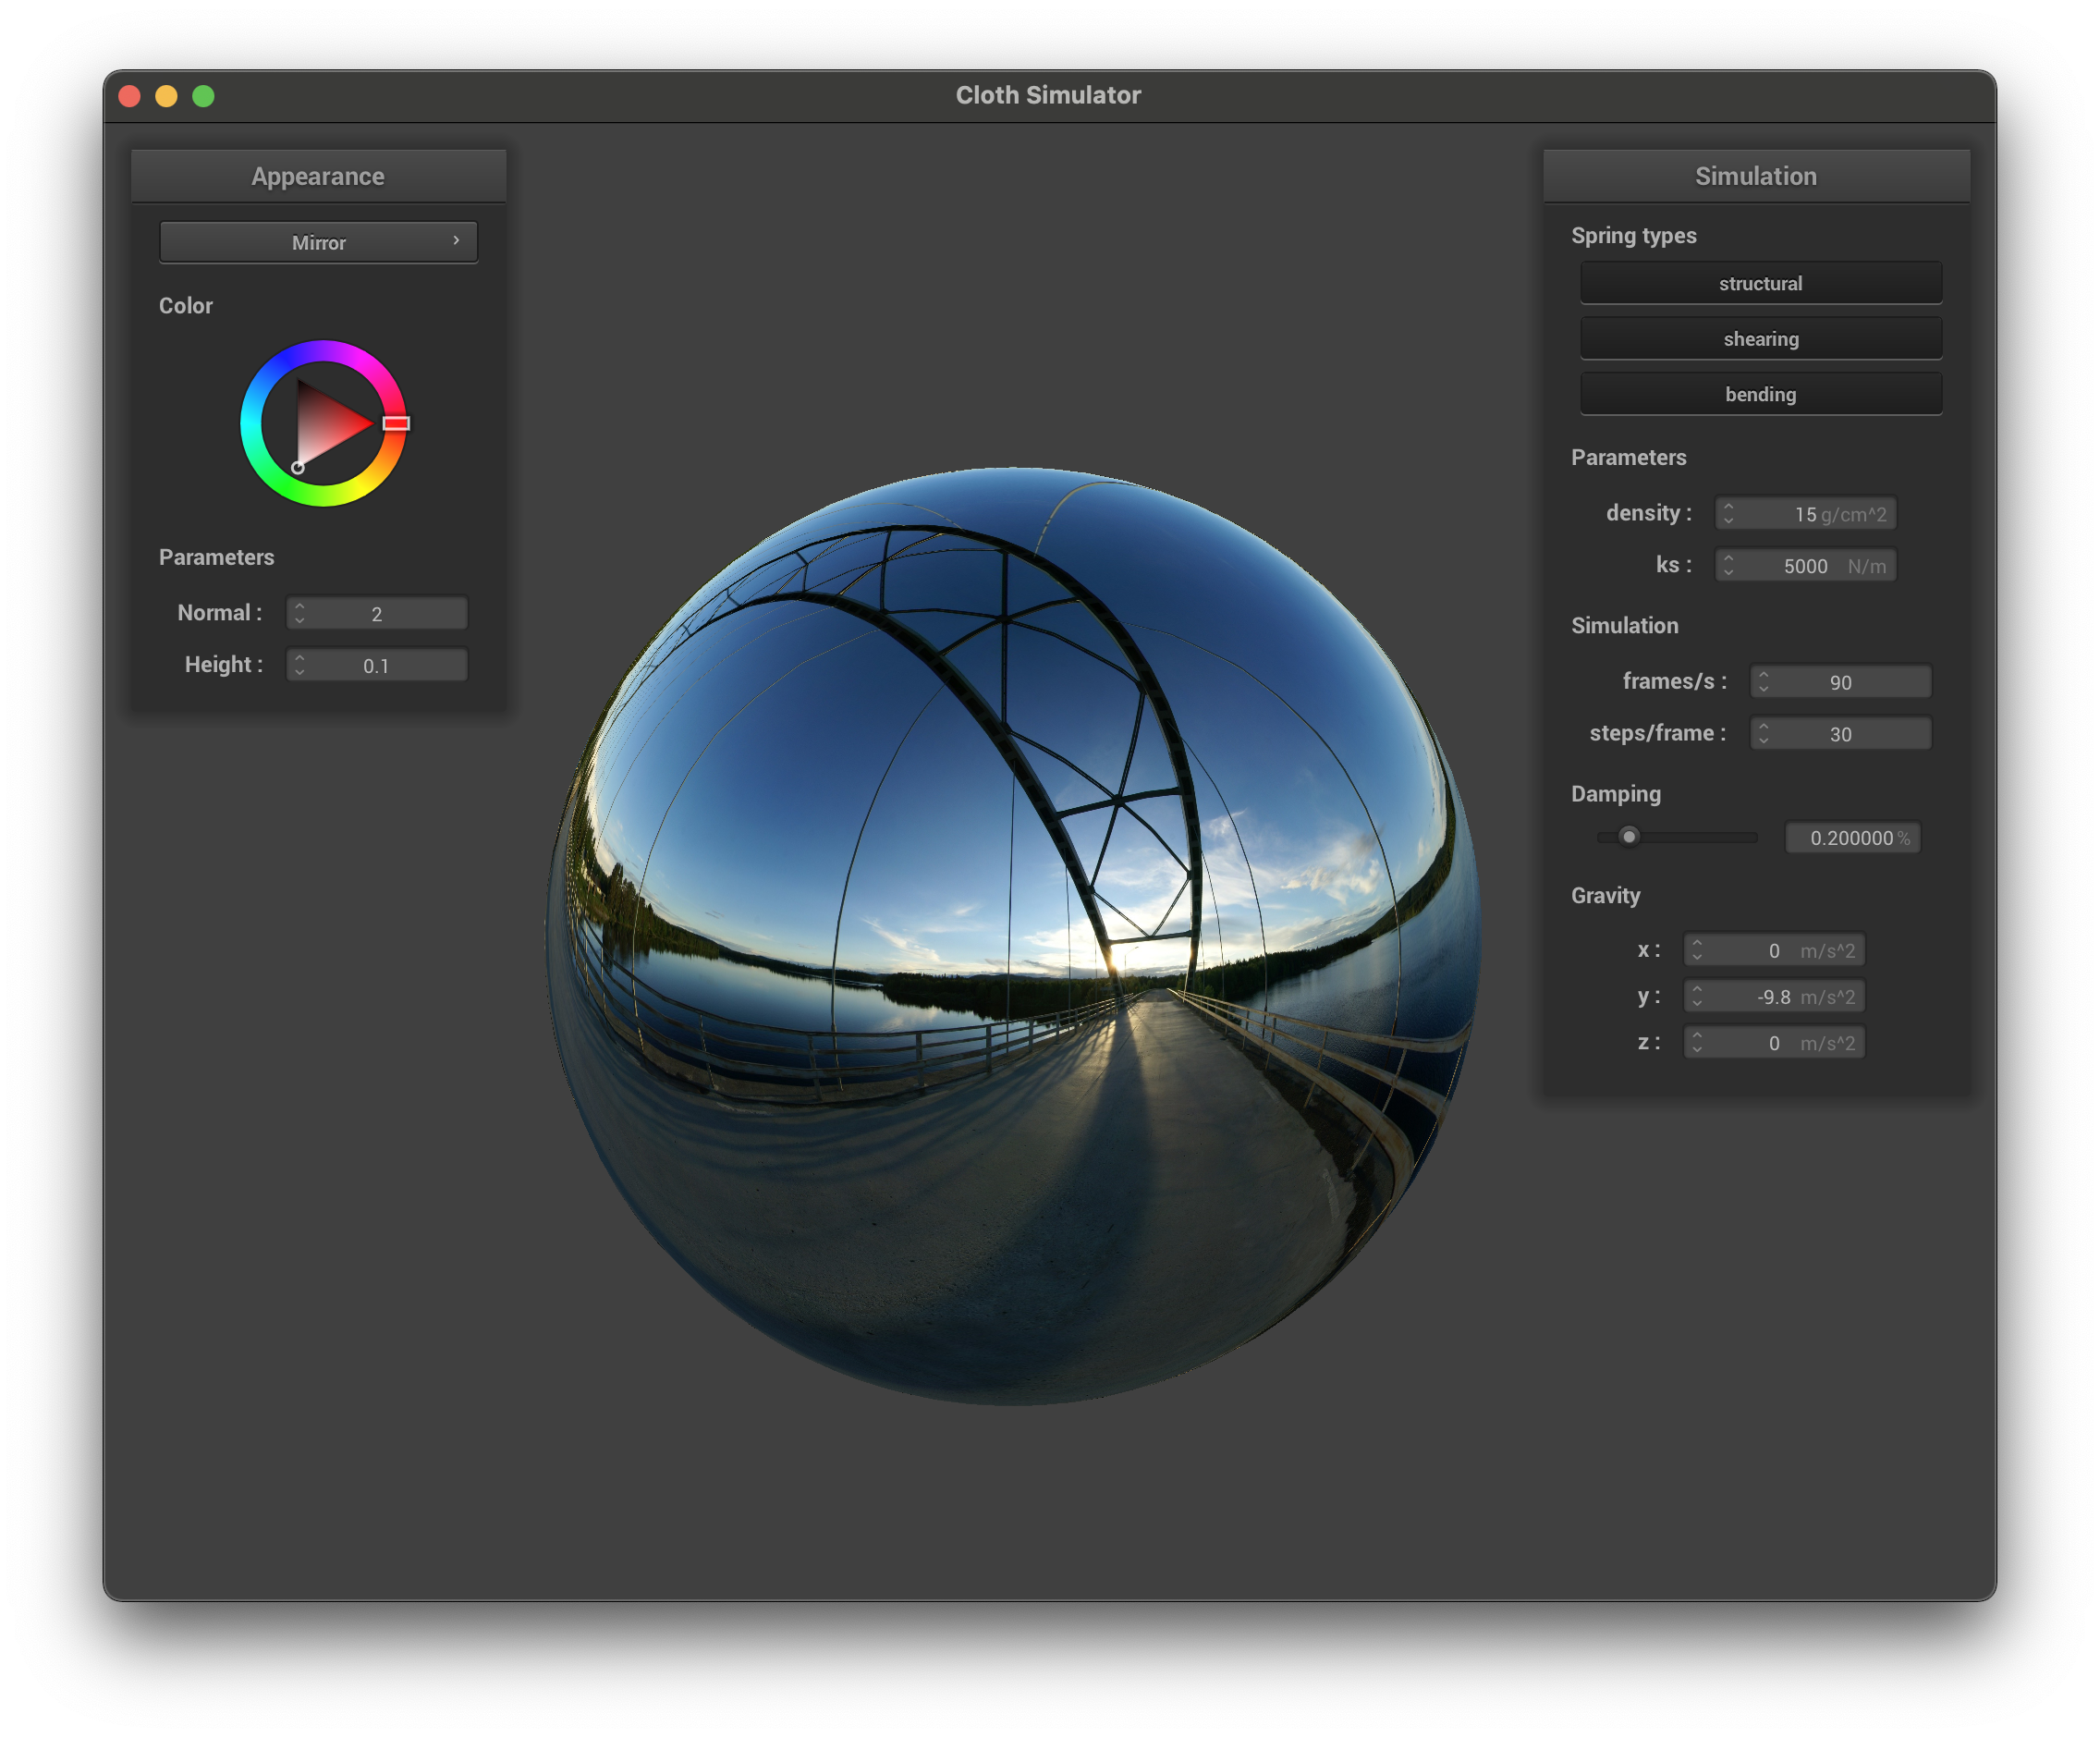 Cloth Simulator
Appearance
Mirror
Color
Parameters
Normal : 2
Height : 0.1
Simulation
Spring types
structural
shearing
bending
Parameters
density : 15 g/cm^2
ks : 5000 N/m
Simulation
frames/s : 90
steps/frame : 30
Damping
0.200000 %
Gravity
x : 0 m/s^2
y : -9.8 m/s^2
z : 0 m/s^2